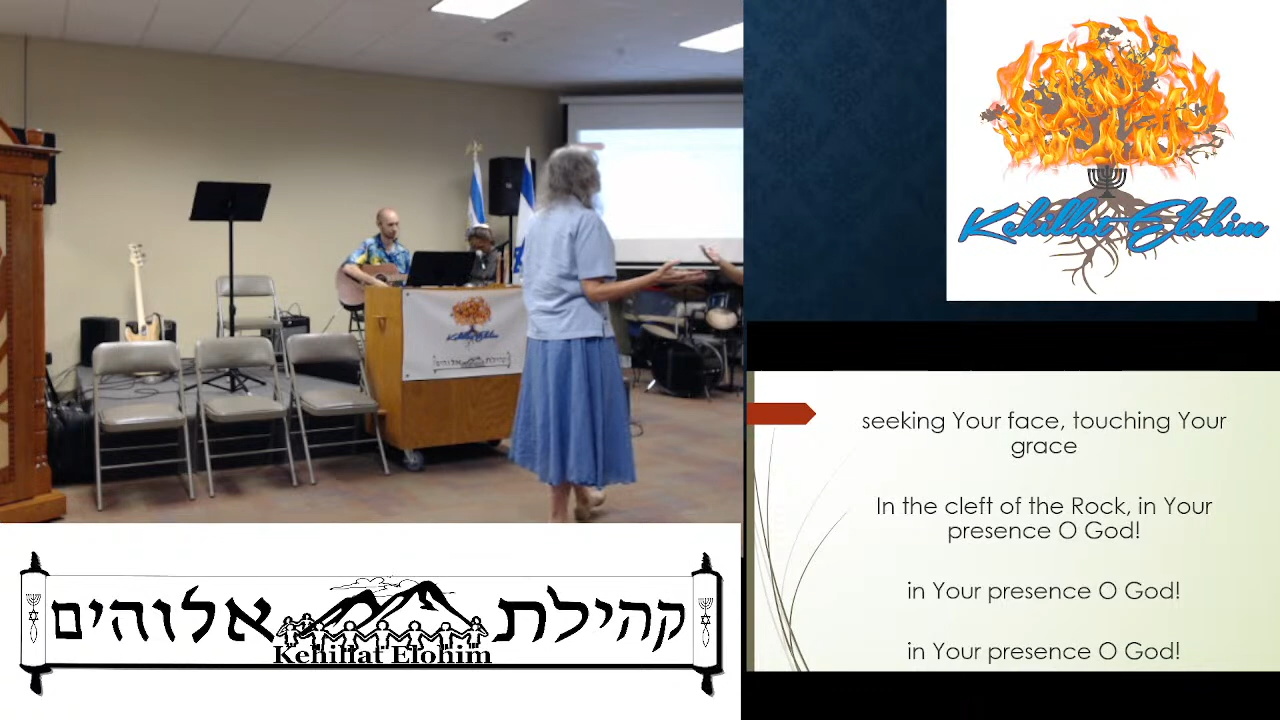 Kehillat Elohim
seeking Your face, touching Your
grace
In the cleft of the Rock, in Your
presence O God!
in Your presence O God!
in Your presence O God!
קהילת אלוהים
Kehillat Elohim